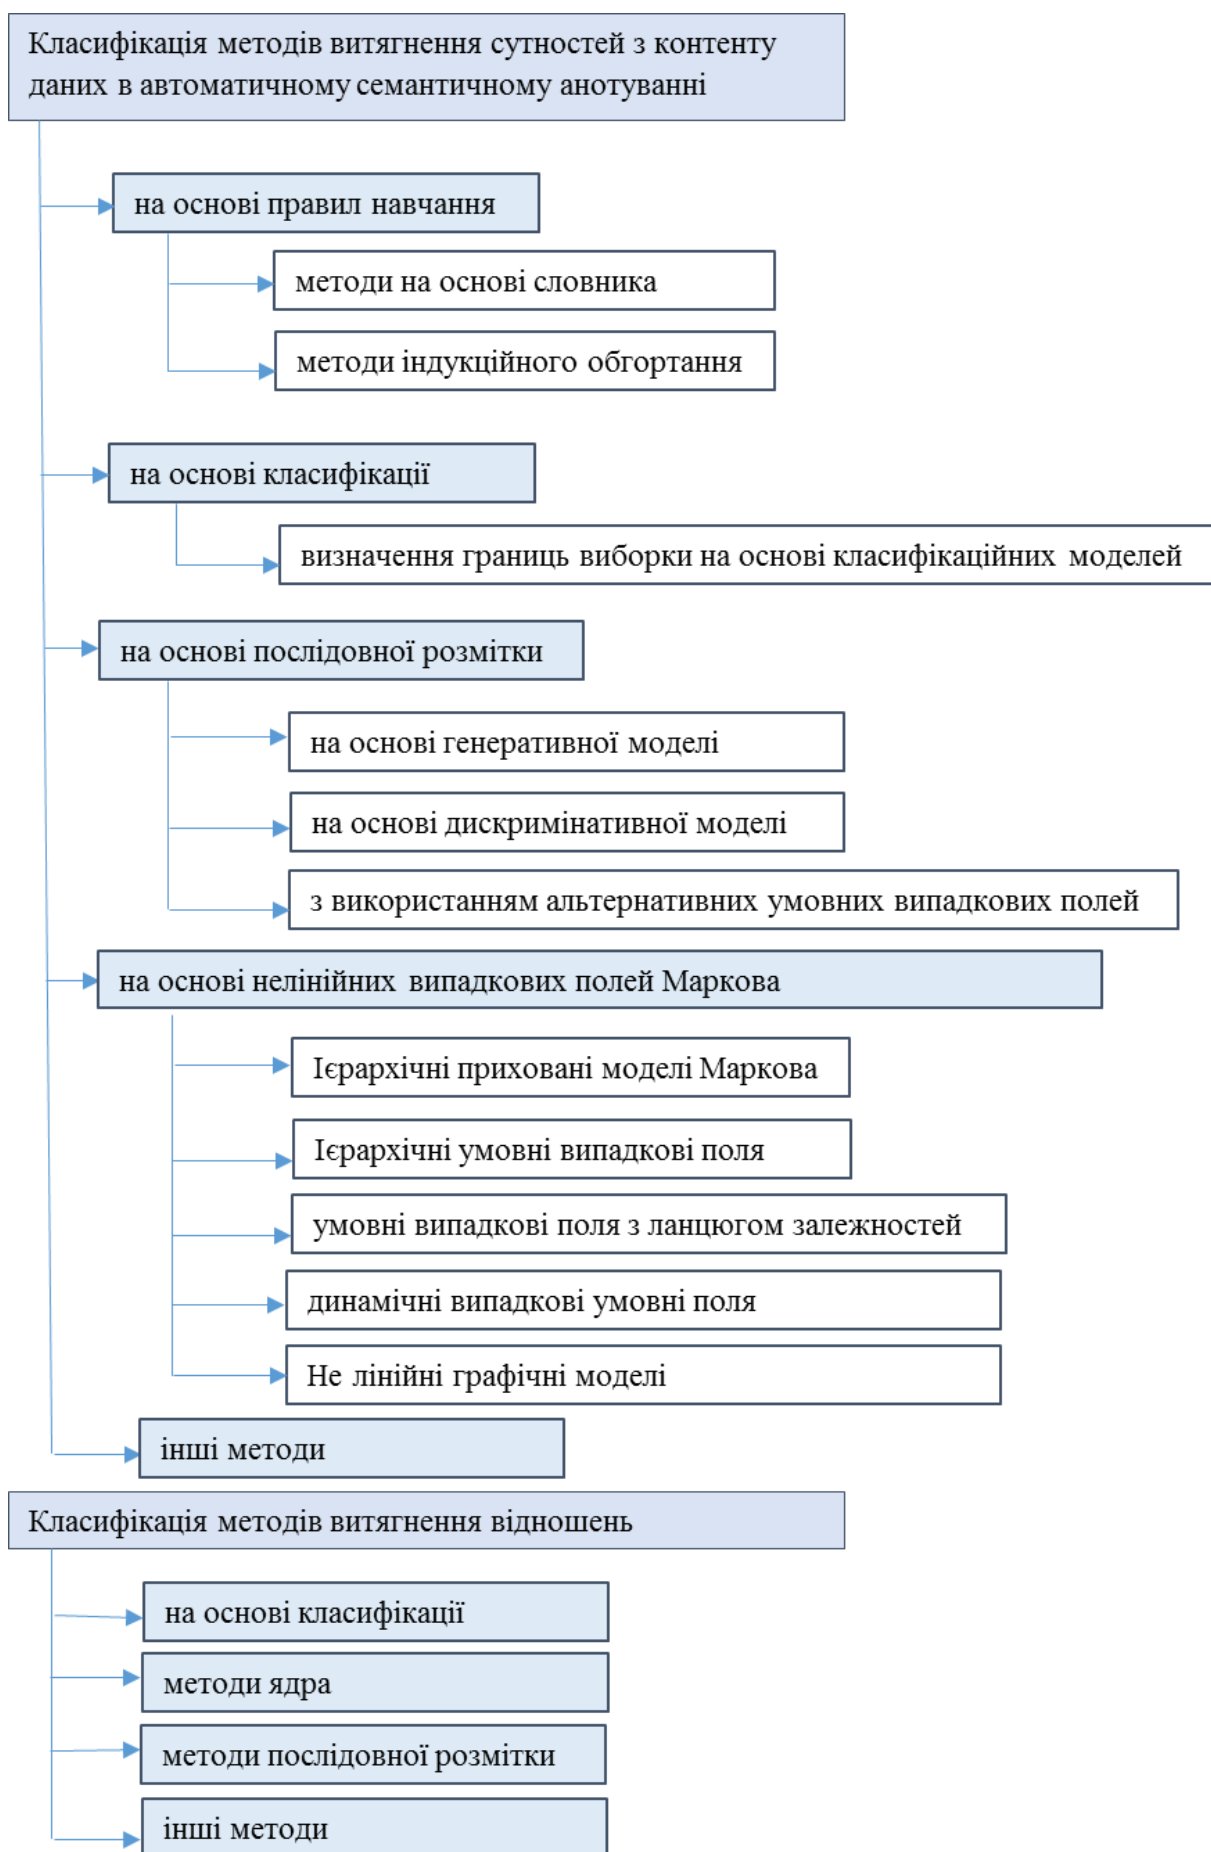 Класифікація методів витягнення сутностей з контенту
даних в автоматичному семантичному анотуванні
на основі правил навчання
методи на основі словника
методи індукційного обгортання
на основі класифікації
визначення границь виборки на основі класифікаційних моделей
на основі послідовної розмітки
на основі генеративної моделі
на основі дискримінативної моделі
з використанням альтернативних умовних випадкових полей
на основі нелінійних випадкових полей Маркова
Ієрархічні приховані моделі Маркова
Ієрархічні умовні випадкові поля
умовні випадкові поля з ланцюгом залежностей
динамічні випадкові умовні поля
Не лінійні графічні моделі
інші методи
Класифікація методів витягнення відношень
на основі класифікації
методи ядра
методи послідовної розмітки
інші методи